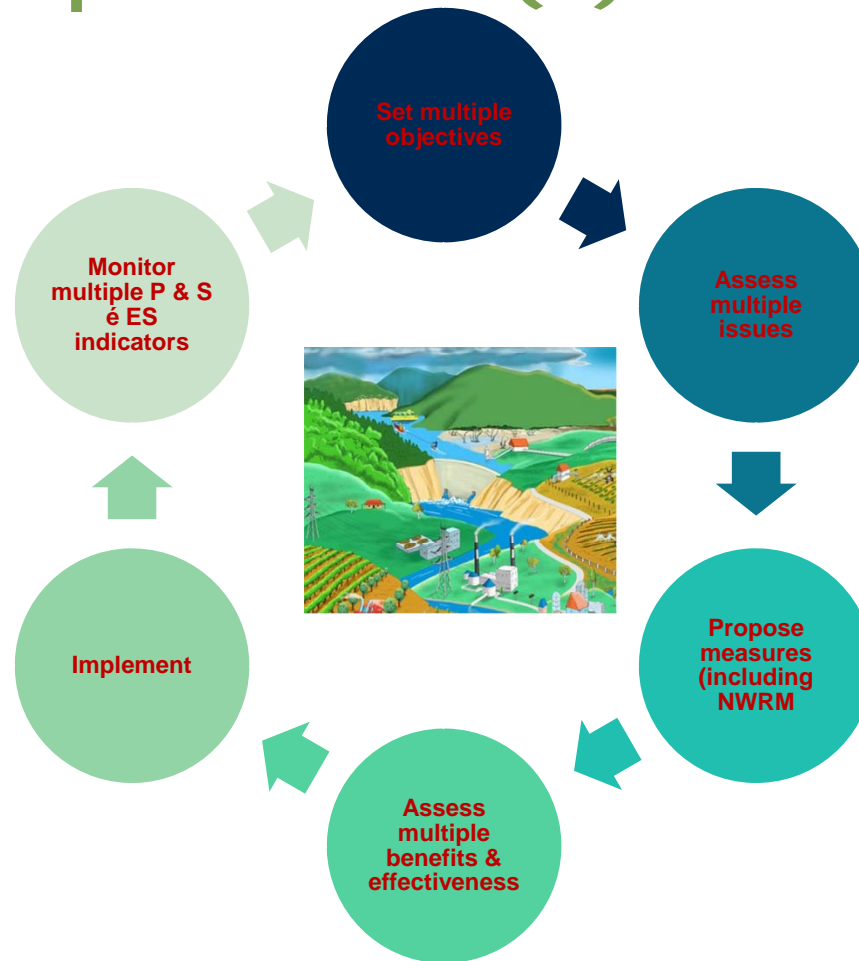 Set multiple
objectives
Assess
multiple
issues
Propose
measures
(including
NWRM
Assess
multiple
benefits &
effectiveness
Implement
Monitor
multiple P & S
é ES
indicators